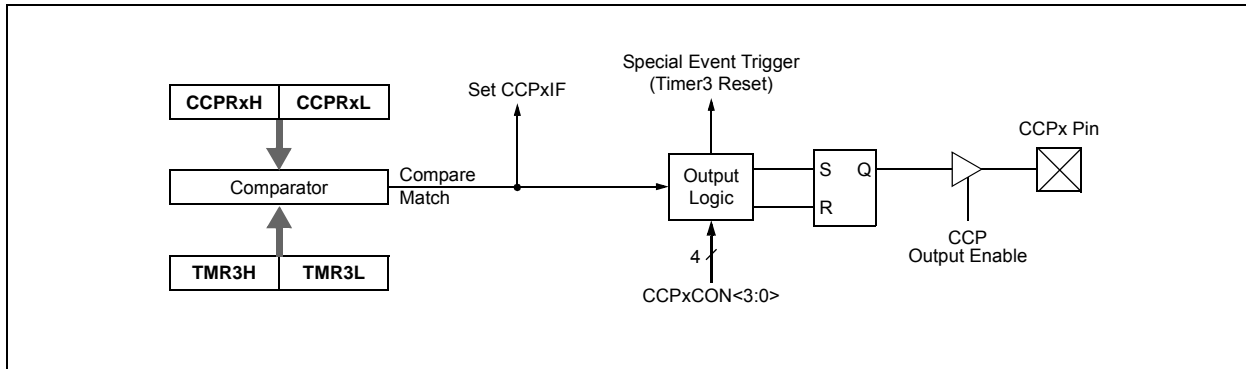 Special Event Trigger
(Timer3 Reset)
Set CCPxIF
CCPRxH CCPRxL
CCPx Pin
Comparator
Compare
Match
Output
Logic
S Q
R
TMR3H TMR3L
4
CCPxCON<3:0>
CCP
Output Enable